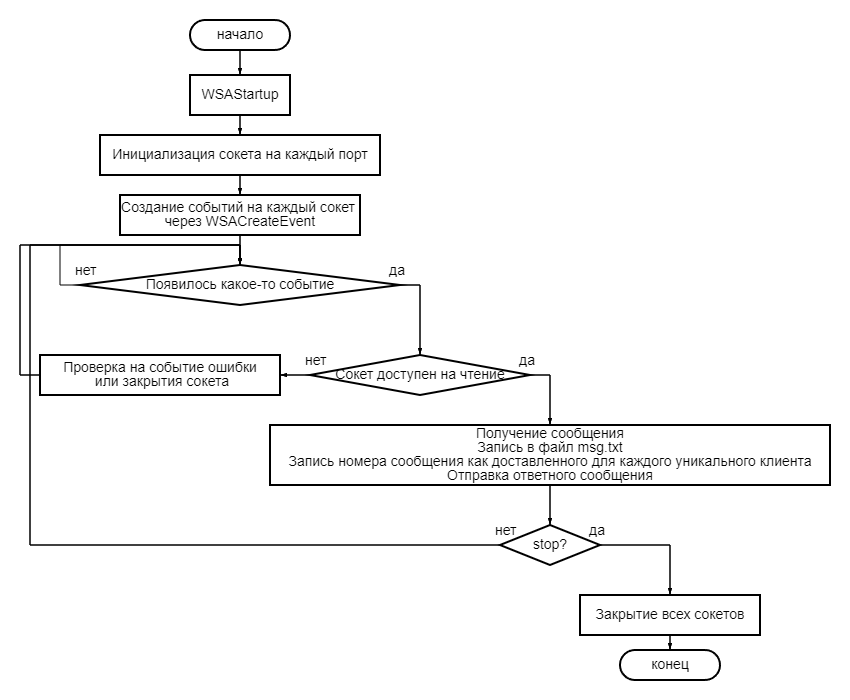 начало
WSAStartup
Инициализация сокета на каждый порт
Создание событий на каждый сокет
через WSACreateEvent
нет
да
Появилось какое-то событие
нет
да
Проверка на событие ошибки
или закрытия сокета
Сокет доступен на чтение
Получение сообщения
Запись в файл msg.txt
Запись номера сообщения как доставленного для каждого уникального клиента
Отправка ответного сообщения
нет
да
stop?
Закрытие всех сокетов
конец